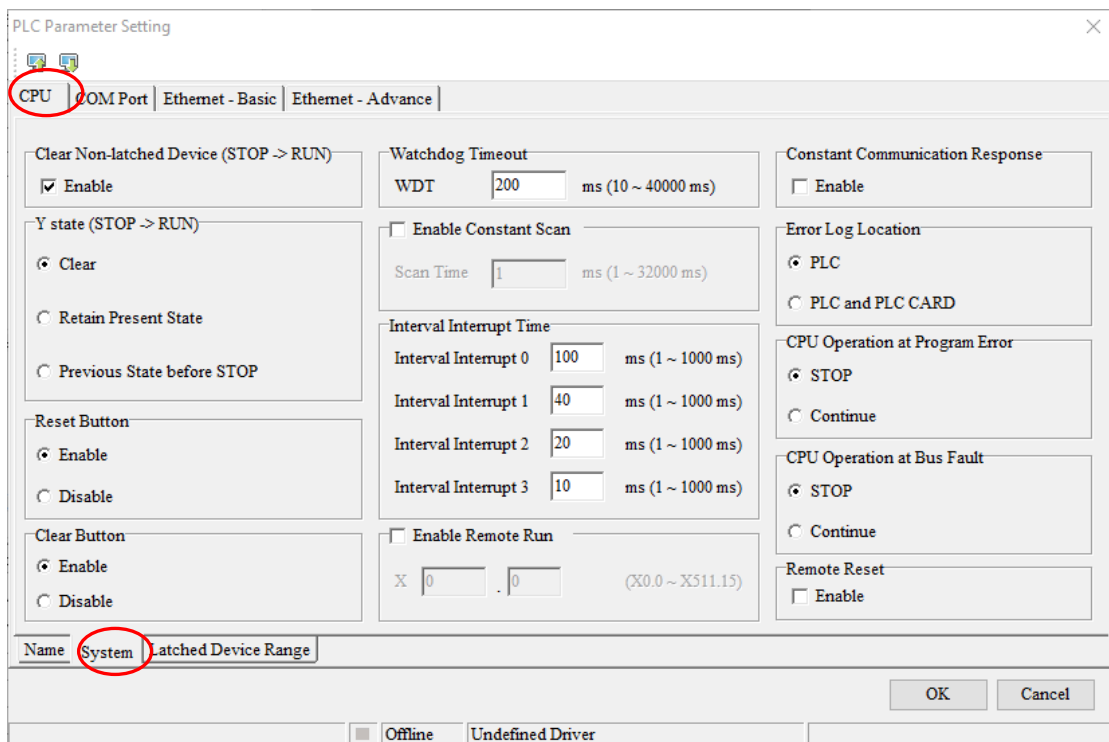 PLC Parameter Setting
CPU COM Port Ethernet - Basic Ethernet - Advance
Clear Non-latched Device (STOP -> RUN)
Enable
Y state (STOP -> RUN)
Clear
Retain Present State
Previous State before STOP
Reset Button
Enable
Disable
Clear Button
Enable
Disable
Watchdog Timeout
WDT 200 ms (10 ~ 40000 ms)
Enable Constant Scan
Scan Time 1 ms (1 ~ 32000 ms)
Interval Interrupt Time
Interval Interrupt 0 100 ms (1 ~ 1000 ms)
Interval Interrupt 1 40 ms (1 ~ 1000 ms)
Interval Interrupt 2 20 ms (1 ~ 1000 ms)
Interval Interrupt 3 10 ms (1 ~ 1000 ms)
Enable Remote Run
X 0 . 0 (X0.0 ~ X511.15)
Constant Communication Response
Enable
Error Log Location
PLC
PLC and PLC CARD
CPU Operation at Program Error
STOP
Continue
CPU Operation at Bus Fault
STOP
Continue
Remote Reset
Enable
Name System Latched Device Range
OK Cancel
Offline Undefined Driver